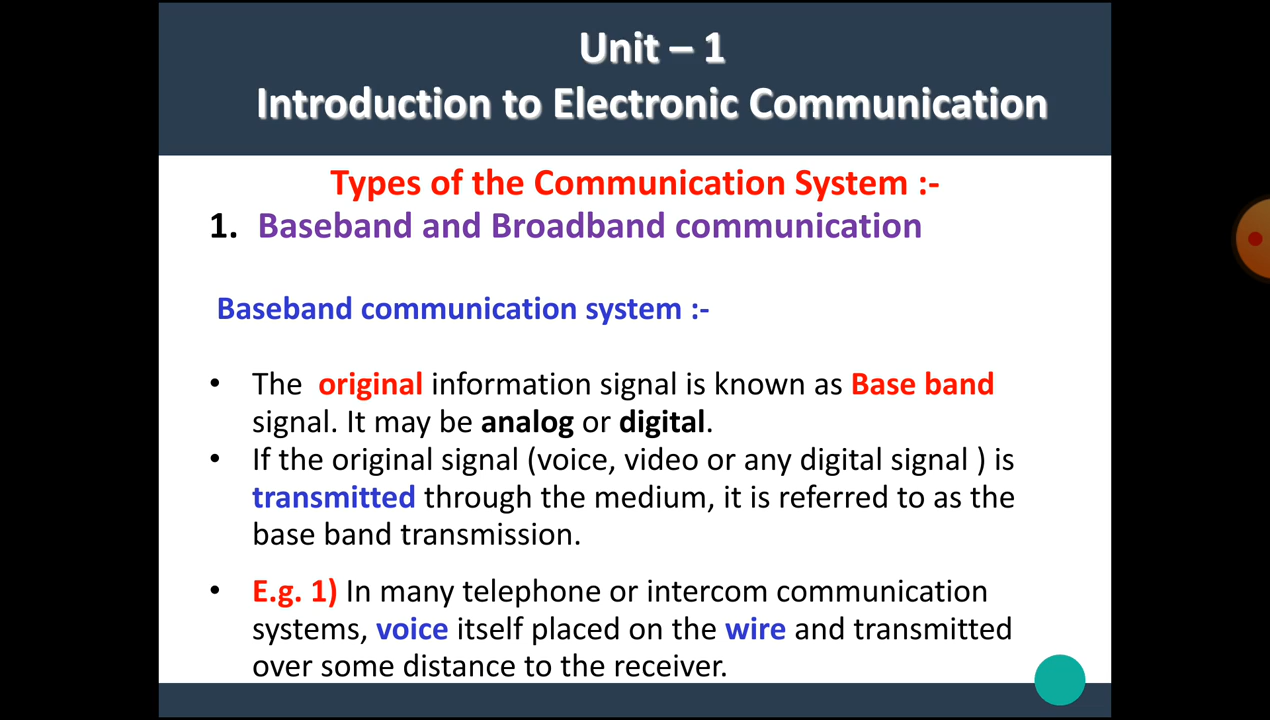 Unit – 1
Introduction to Electronic Communication
Types of the Communication System :-
1. Baseband and Broadband communication
Baseband communication system :-
• The original information signal is known as Base band
signal. It may be analog or digital.
• If the original signal (voice, video or any digital signal ) is
transmitted through the medium, it is referred to as the
base band transmission.
• E.g. 1) In many telephone or intercom communication
systems, voice itself placed on the wire and transmitted
over some distance to the receiver.